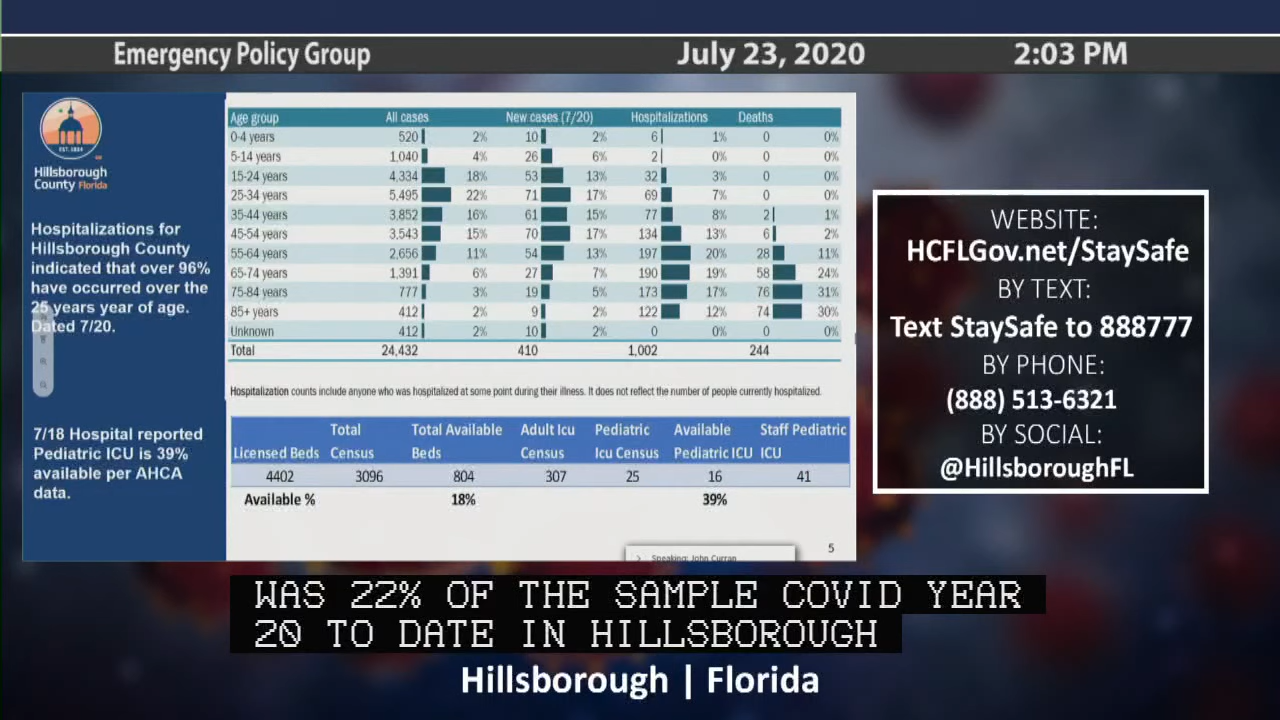 Emergency Policy Group July 23, 2020 2:03 PM
EST. 1834
Hillsborough
County Florida
Hospitalizations for
Hillsborough County
indicated that over 96%
have occurred over the
25 years year of age.
Dated 7/20.
7/18 Hospital reported
Pediatric ICU is 39%
available per AHCA
data.
Age group All cases New cases (7/20) Hospitalizations Deaths
0-4 years 520 2% 10 2% 6 1% 0 0%
5-14 years 1,040 4% 26 6% 2 0% 0 0%
15-24 years 4,334 18% 53 13% 32 3% 0 0%
25-34 years 5,495 22% 71 17% 69 7% 0 0%
35-44 years 3,852 16% 61 15% 77 8% 2 1%
45-54 years 3,543 15% 70 17% 134 13% 6 2%
55-64 years 2,656 11% 54 13% 197 20% 28 11%
65-74 years 1,391 6% 27 7% 190 19% 58 24%
75-84 years 777 3% 19 5% 173 17% 76 31%
85+ years 412 2% 9 2% 122 12% 74 30%
Unknown 412 2% 10 2% 0 0% 0 0%
Total 24,432 410 1,002 244
Hospitalization counts include anyone who was hospitalized at some point during their illness. It does not reflect the number of people currently hospitalized.
Total Total Available Adult Icu Pediatric Available Staff Pediatric
Licensed Beds Census Beds Census Icu Census Pediatric ICU ICU
4402 3096 804 307 25 16 41
Available % 18% 39%
Speaking: John Curran
5
WEBSITE:
HCFLGov.net/StaySafe
BY TEXT:
Text StaySafe to 888777
BY PHONE:
(888) 513-6321
BY SOCIAL:
@HillsboroughFL
WAS 22% OF THE SAMPLE COVID YEAR
20 TO DATE IN HILLSBOROUGH
Hillsborough | Florida